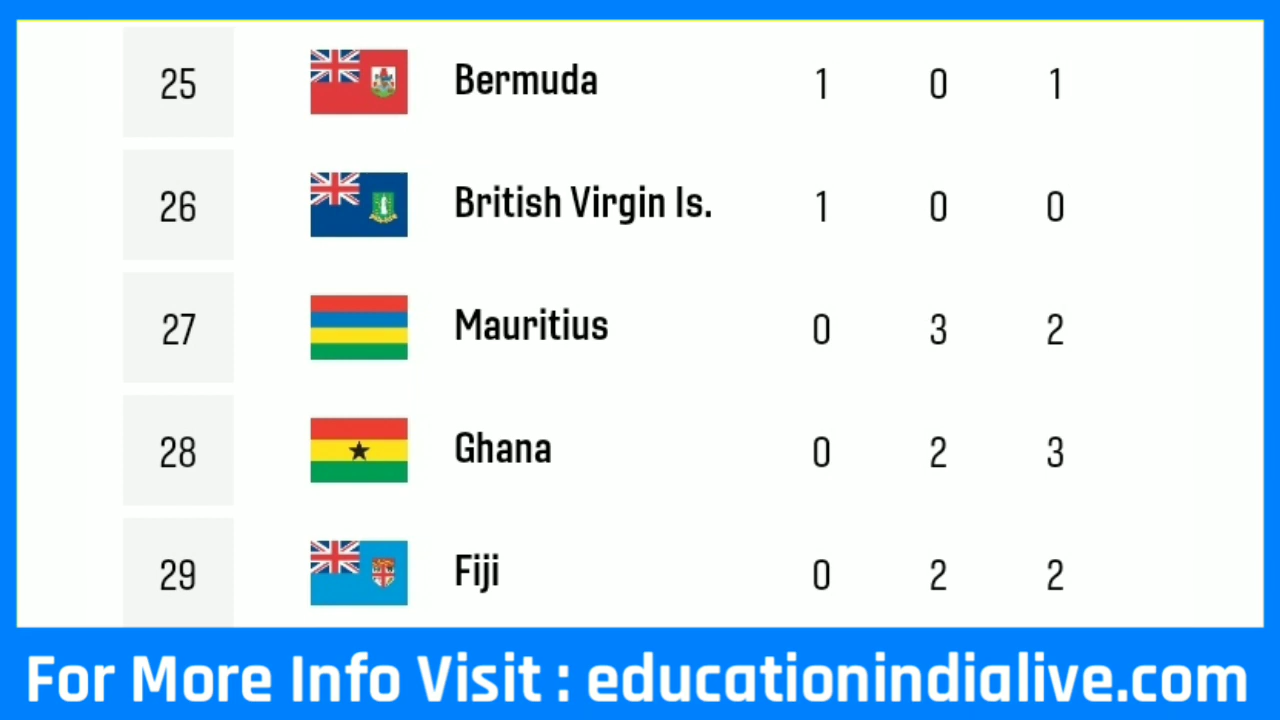 25 Bermuda 1 0 1
26 British Virgin Is. 1 0 0
27 Mauritius 0 3 2
28 Ghana 0 2 3
29 Fiji 0 2 2
For More Info Visit : educationindialive.com